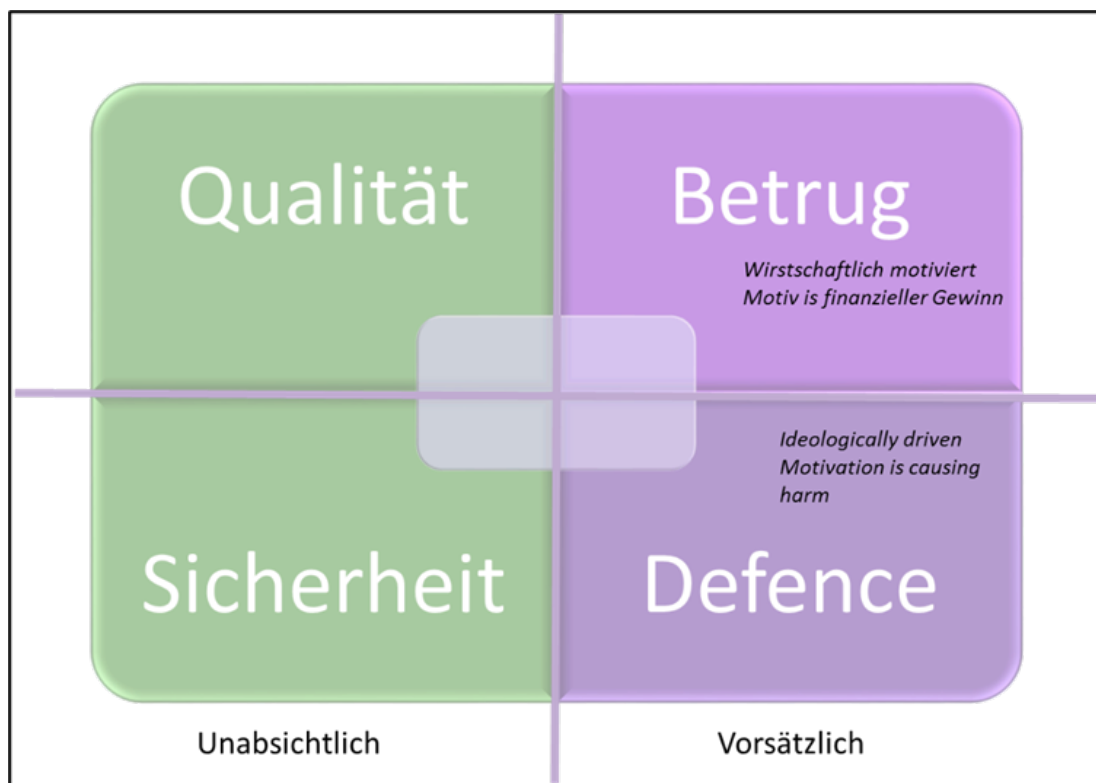 Qualität
Betrug
Wirstschaftlich motiviert
Motiv is finanzieller Gewinn
Ideologically driven
Motivation is causing
harm
Sicherheit
Defence
Unabsichtlich
Vorsätzlich